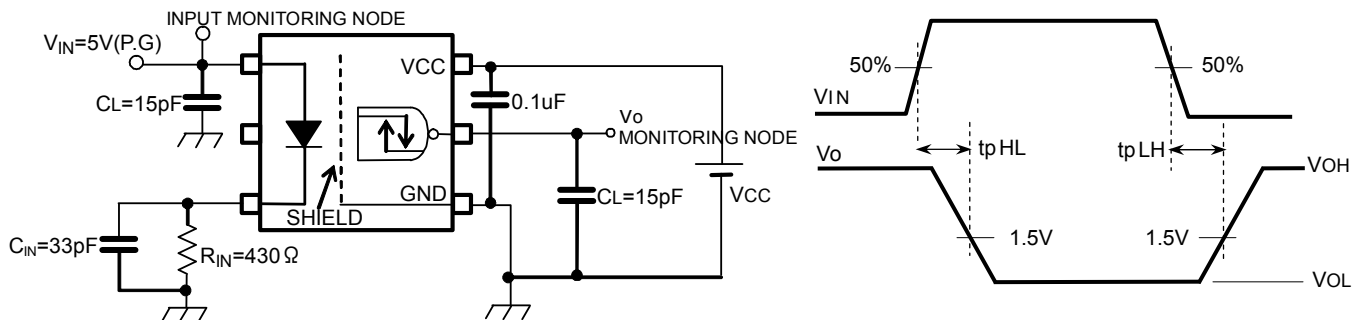 INPUT MONITORING NODE
VIN=5V(P.G)
CL=15pF
CIN=33pF
RIN=430Ω
SHIELD
VCC
GND
0.1uF
Vo
MONITORING NODE
CL=15pF
VCC
50%
50%
VIN
tpHL
tpLH
Vo
VOH
1.5V
1.5V
VOL